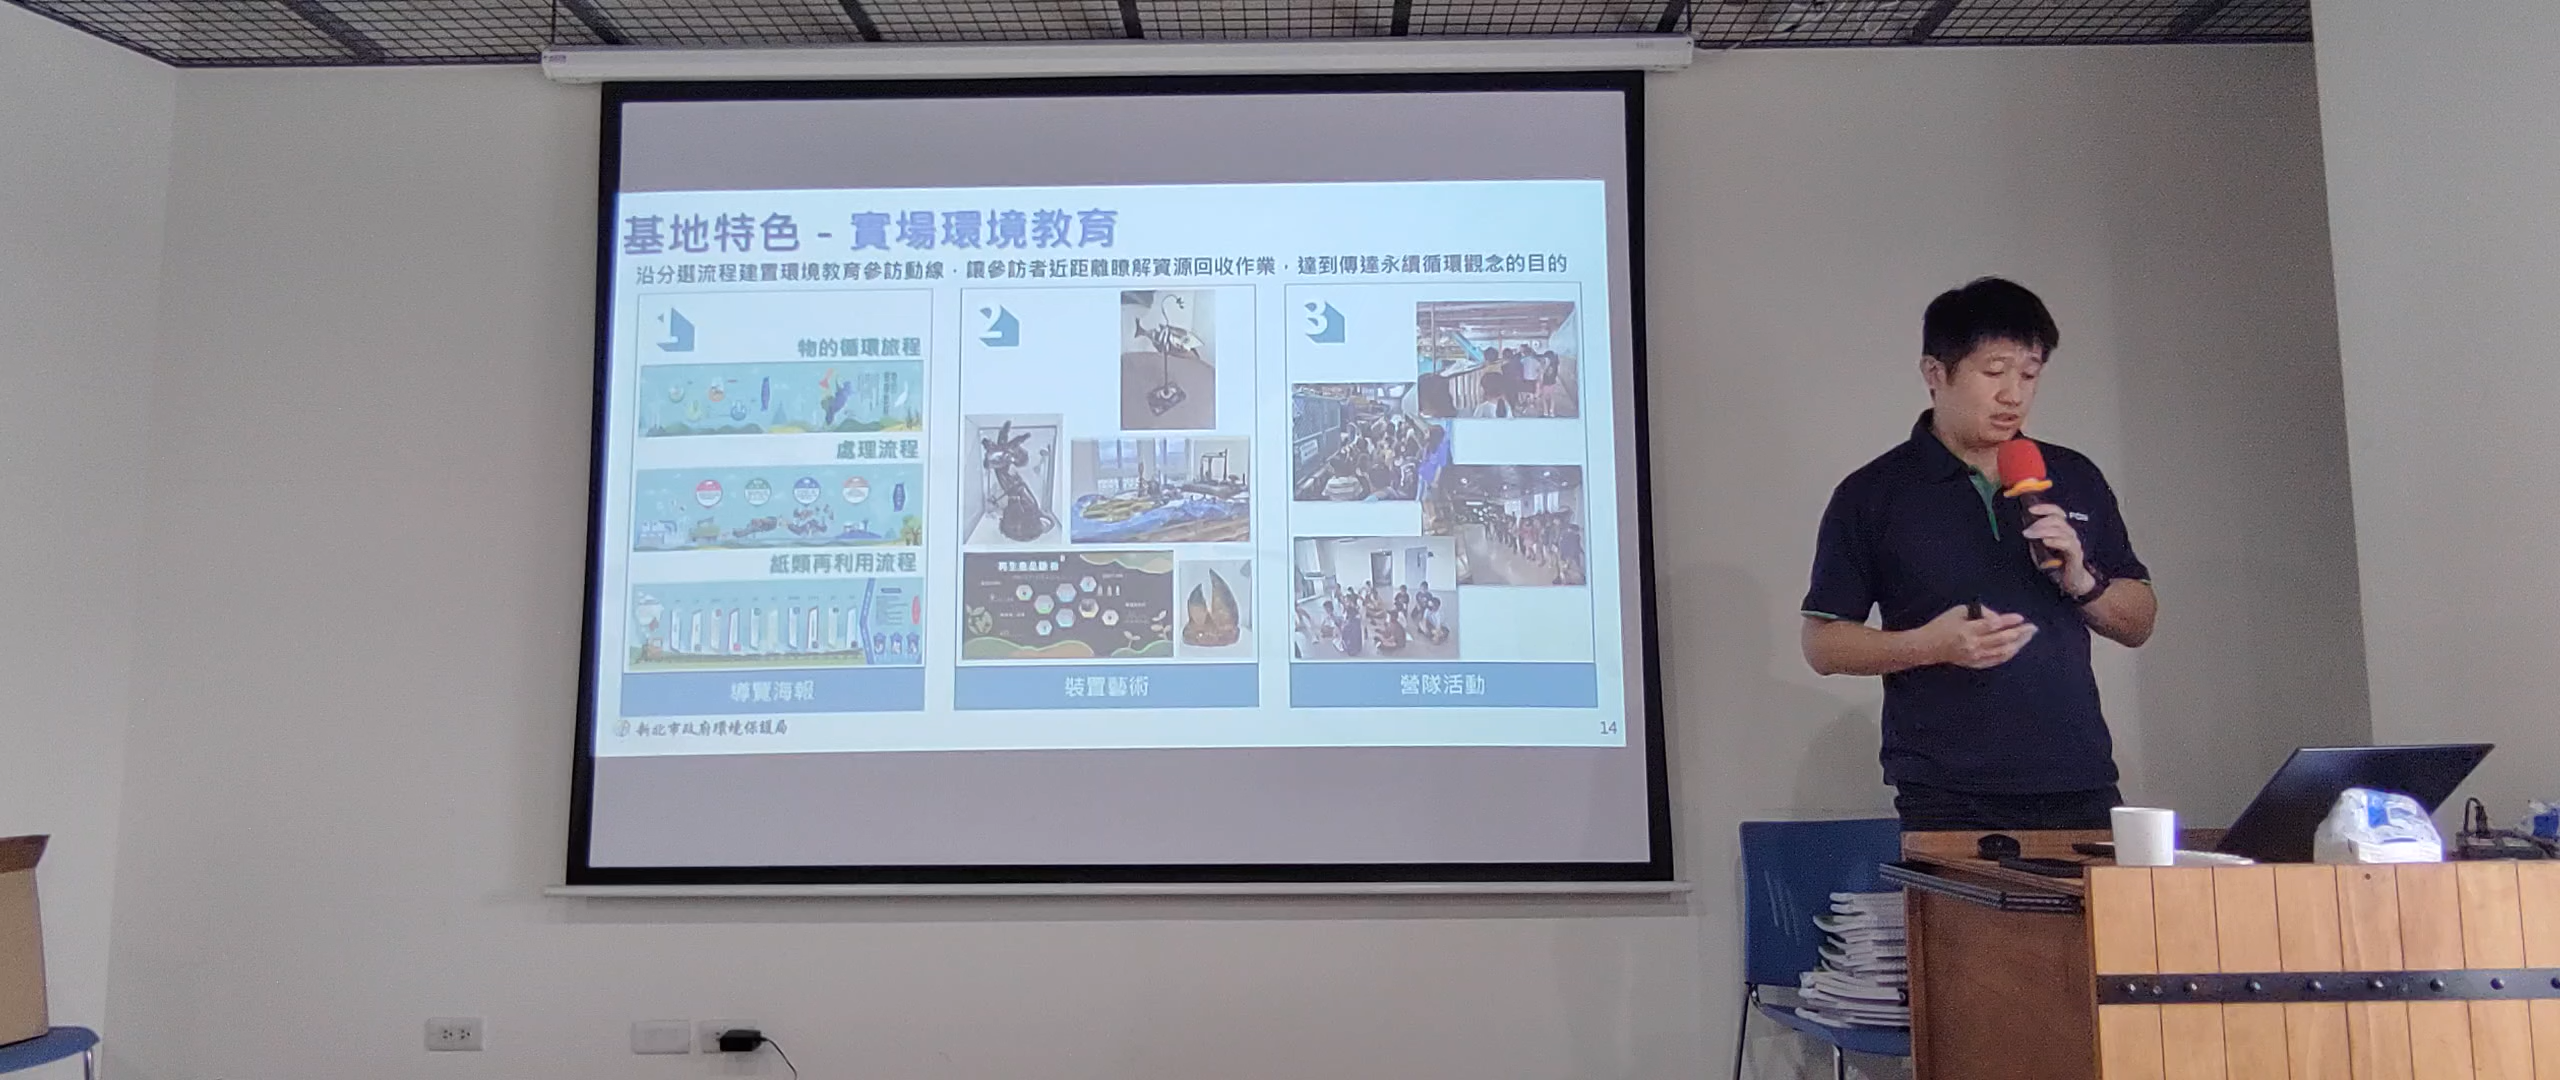 基地特色 - 實場環境教育
沿分選流程建置環境教育參訪動線，讓參訪者近距離瞭解資源回收作業，達到傳達永續循環觀念的目的
1
物的循環旅程
處理流程
紙類再利用流程
導覽海報
2
裝置藝術
3
營隊活動
新北市政府環境保護局
14